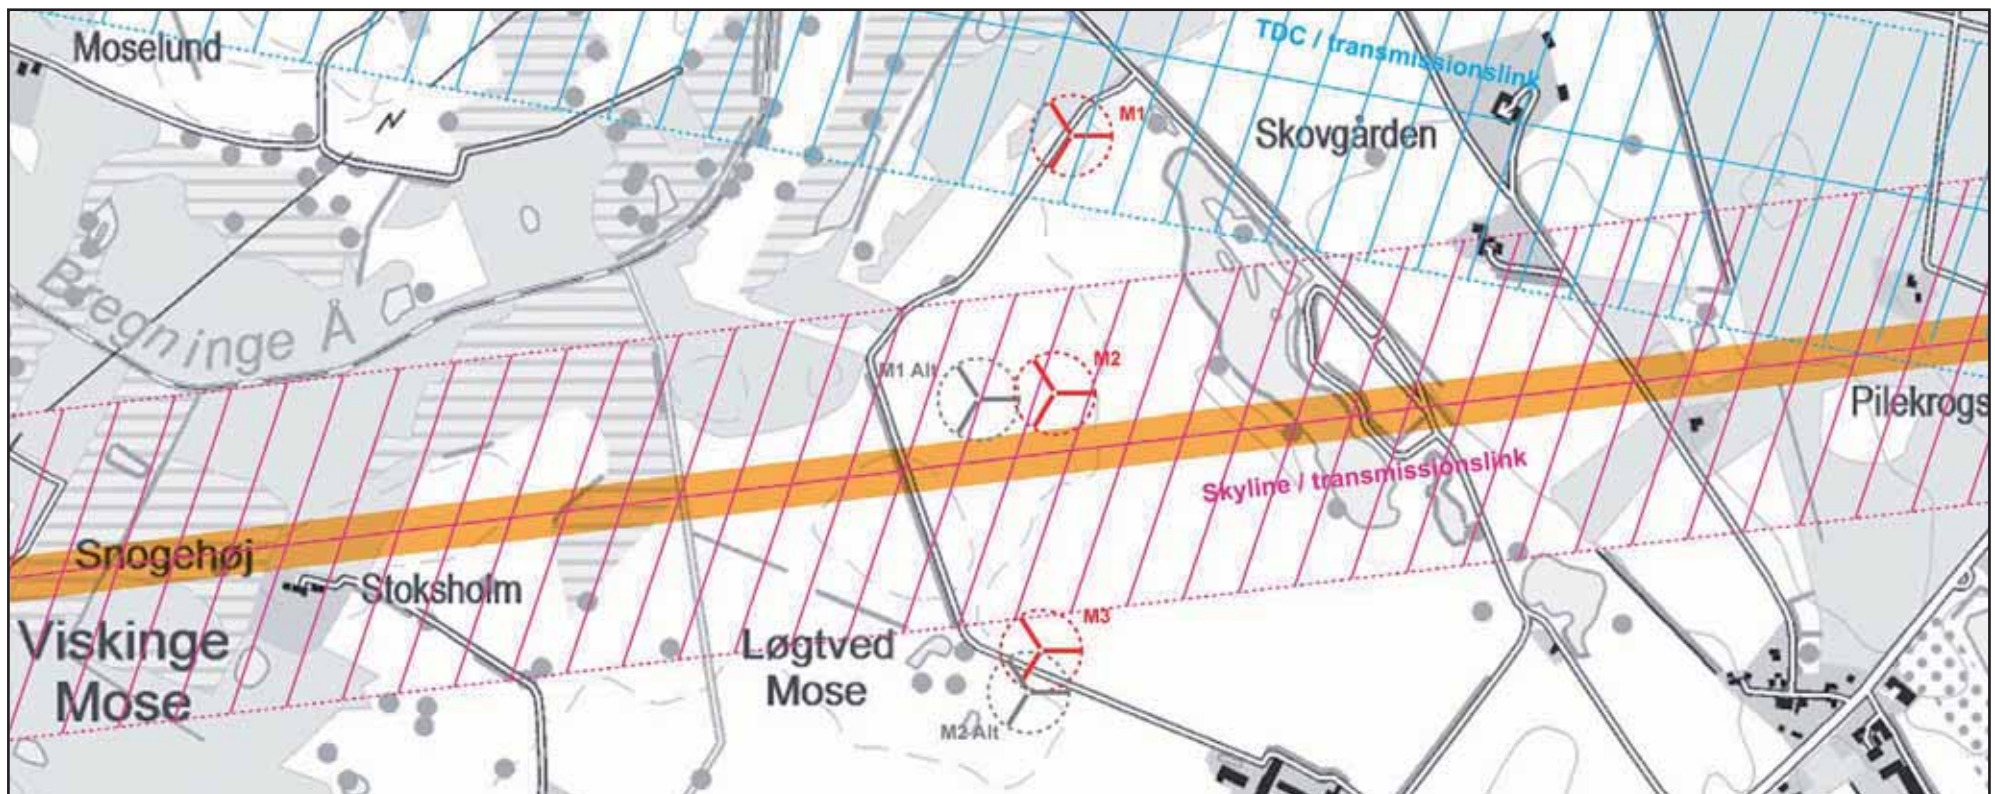 Moselund
TDC / transmissionslink
M1
Skovgården
Bregninge Å
M1 Alt
M2
Pilekrogs
Skyline / transmissionslink
Snogehøj
Stoksholm
M3
Viskinge
Mose
Løgtved
Mose
M2 Alt